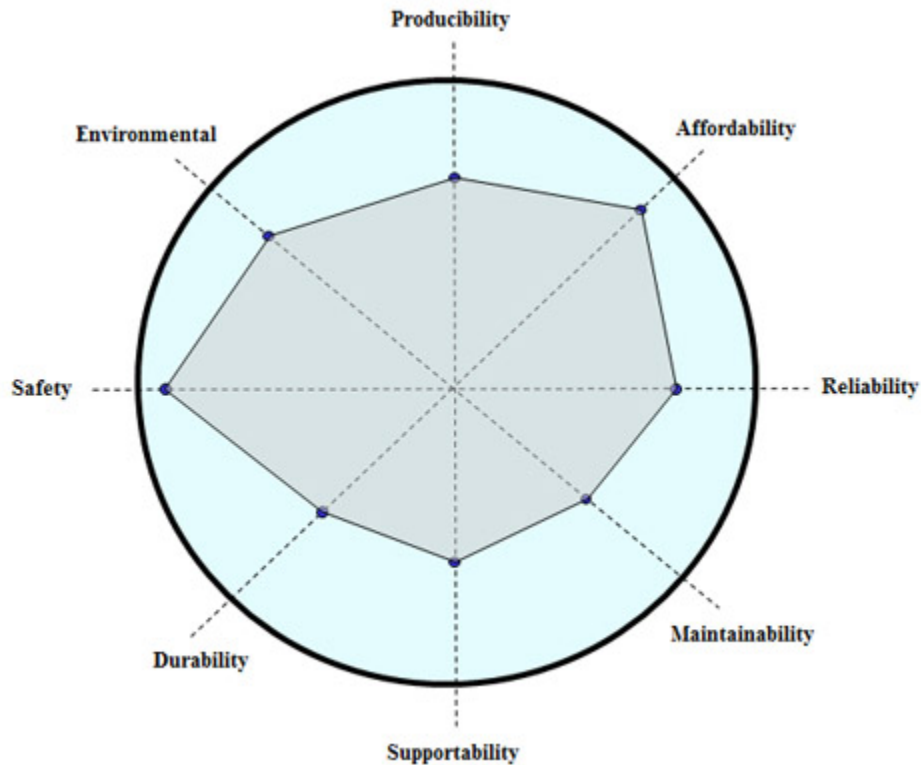 Producibility
Environmental
Affordability
Safety
Reliability
Maintainability
Durability
Supportability